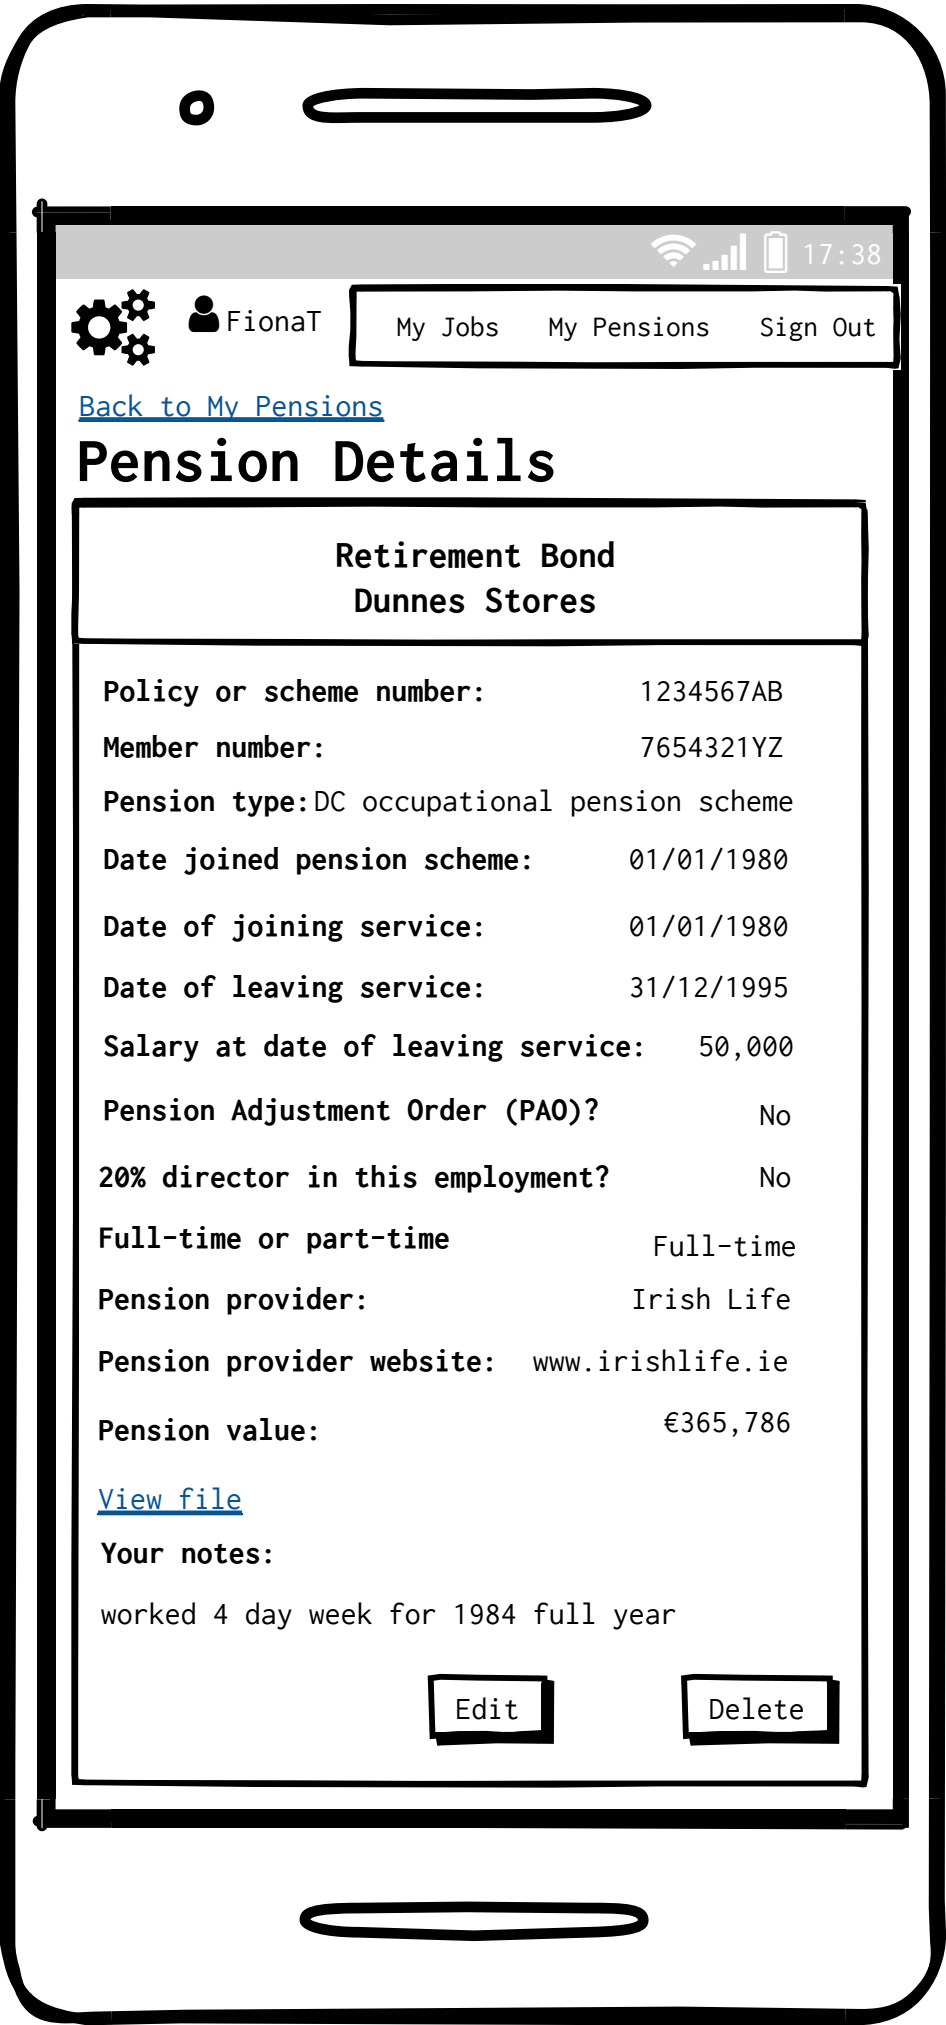 17:38
FionaT
My Jobs My Pensions Sign Out
Back to My Pensions
Pension Details
Retirement Bond
Dunnes Stores
Policy or scheme number: 1234567AB
Member number: 7654321YZ
Pension type: DC occupational pension scheme
Date joined pension scheme: 01/01/1980
Date of joining service: 01/01/1980
Date of leaving service: 31/12/1995
Salary at date of leaving service: 50,000
Pension Adjustment Order (PAO)? No
20% director in this employment? No
Full-time or part-time Full-time
Pension provider: Irish Life
Pension provider website: www.irishlife.ie
Pension value: €365,786
View file
Your notes:
worked 4 day week for 1984 full year
Edit Delete